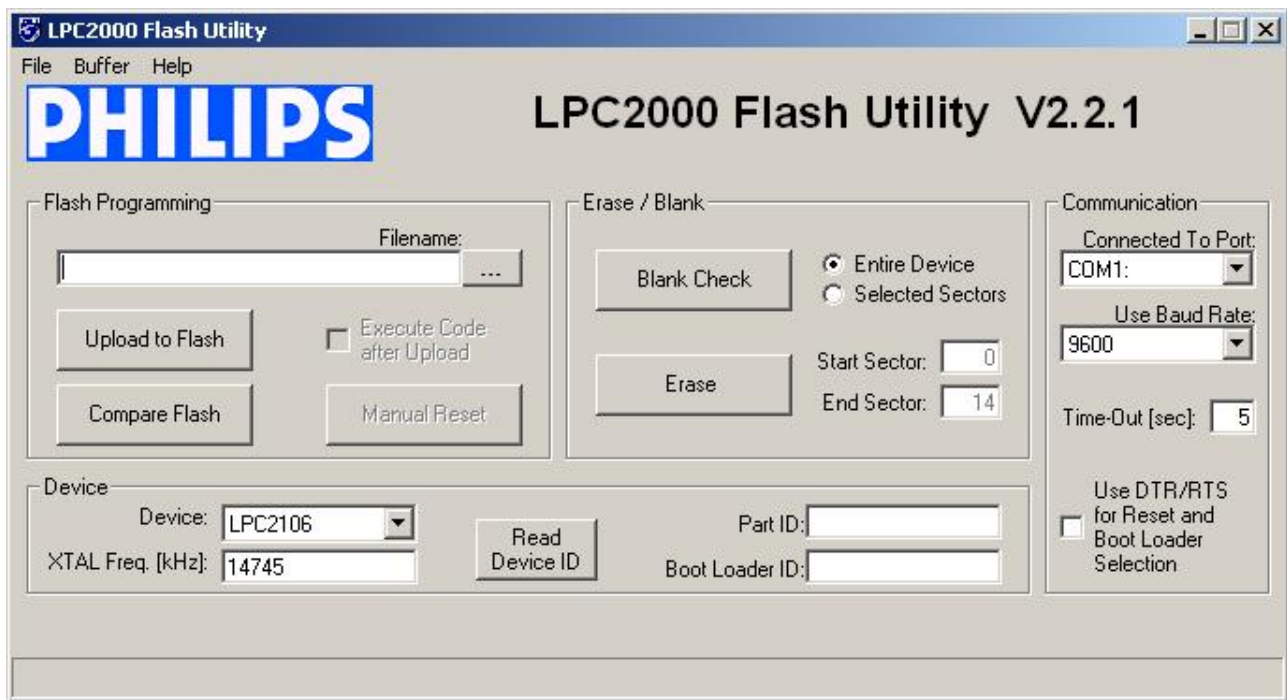 LPC2000 Flash Utility
File Buffer Help
PHILIPS
LPC2000 Flash Utility V2.2.1
Flash Programming
Filename:
...
Upload to Flash
Execute Code
after Upload
Compare Flash
Manual Reset
Erase / Blank
Blank Check
Entire Device
Selected Sectors
Erase
Start Sector: 0
End Sector: 14
Communication
Connected To Port:
COM1:
Use Baud Rate:
9600
Time-Out [sec]: 5
Use DTR/RTS
for Reset and
Boot Loader
Selection
Device
Device: LPC2106
XTAL Freq. [kHz]: 14745
Read
Device ID
Part ID:
Boot Loader ID: